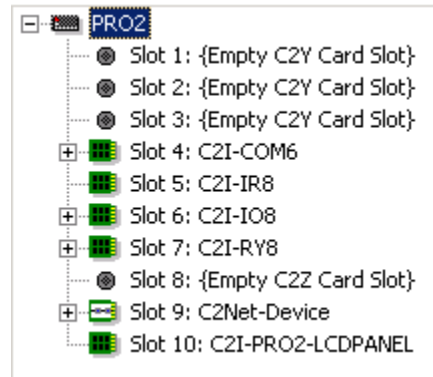 PRO2
Slot 1: {Empty C2Y Card Slot}
Slot 2: {Empty C2Y Card Slot}
Slot 3: {Empty C2Y Card Slot}
Slot 4: C2I-COM6
Slot 5: C2I-IR8
Slot 6: C2I-IO8
Slot 7: C2I-RY8
Slot 8: {Empty C2Z Card Slot}
Slot 9: C2Net-Device
Slot 10: C2I-PRO2-LCDPANEL